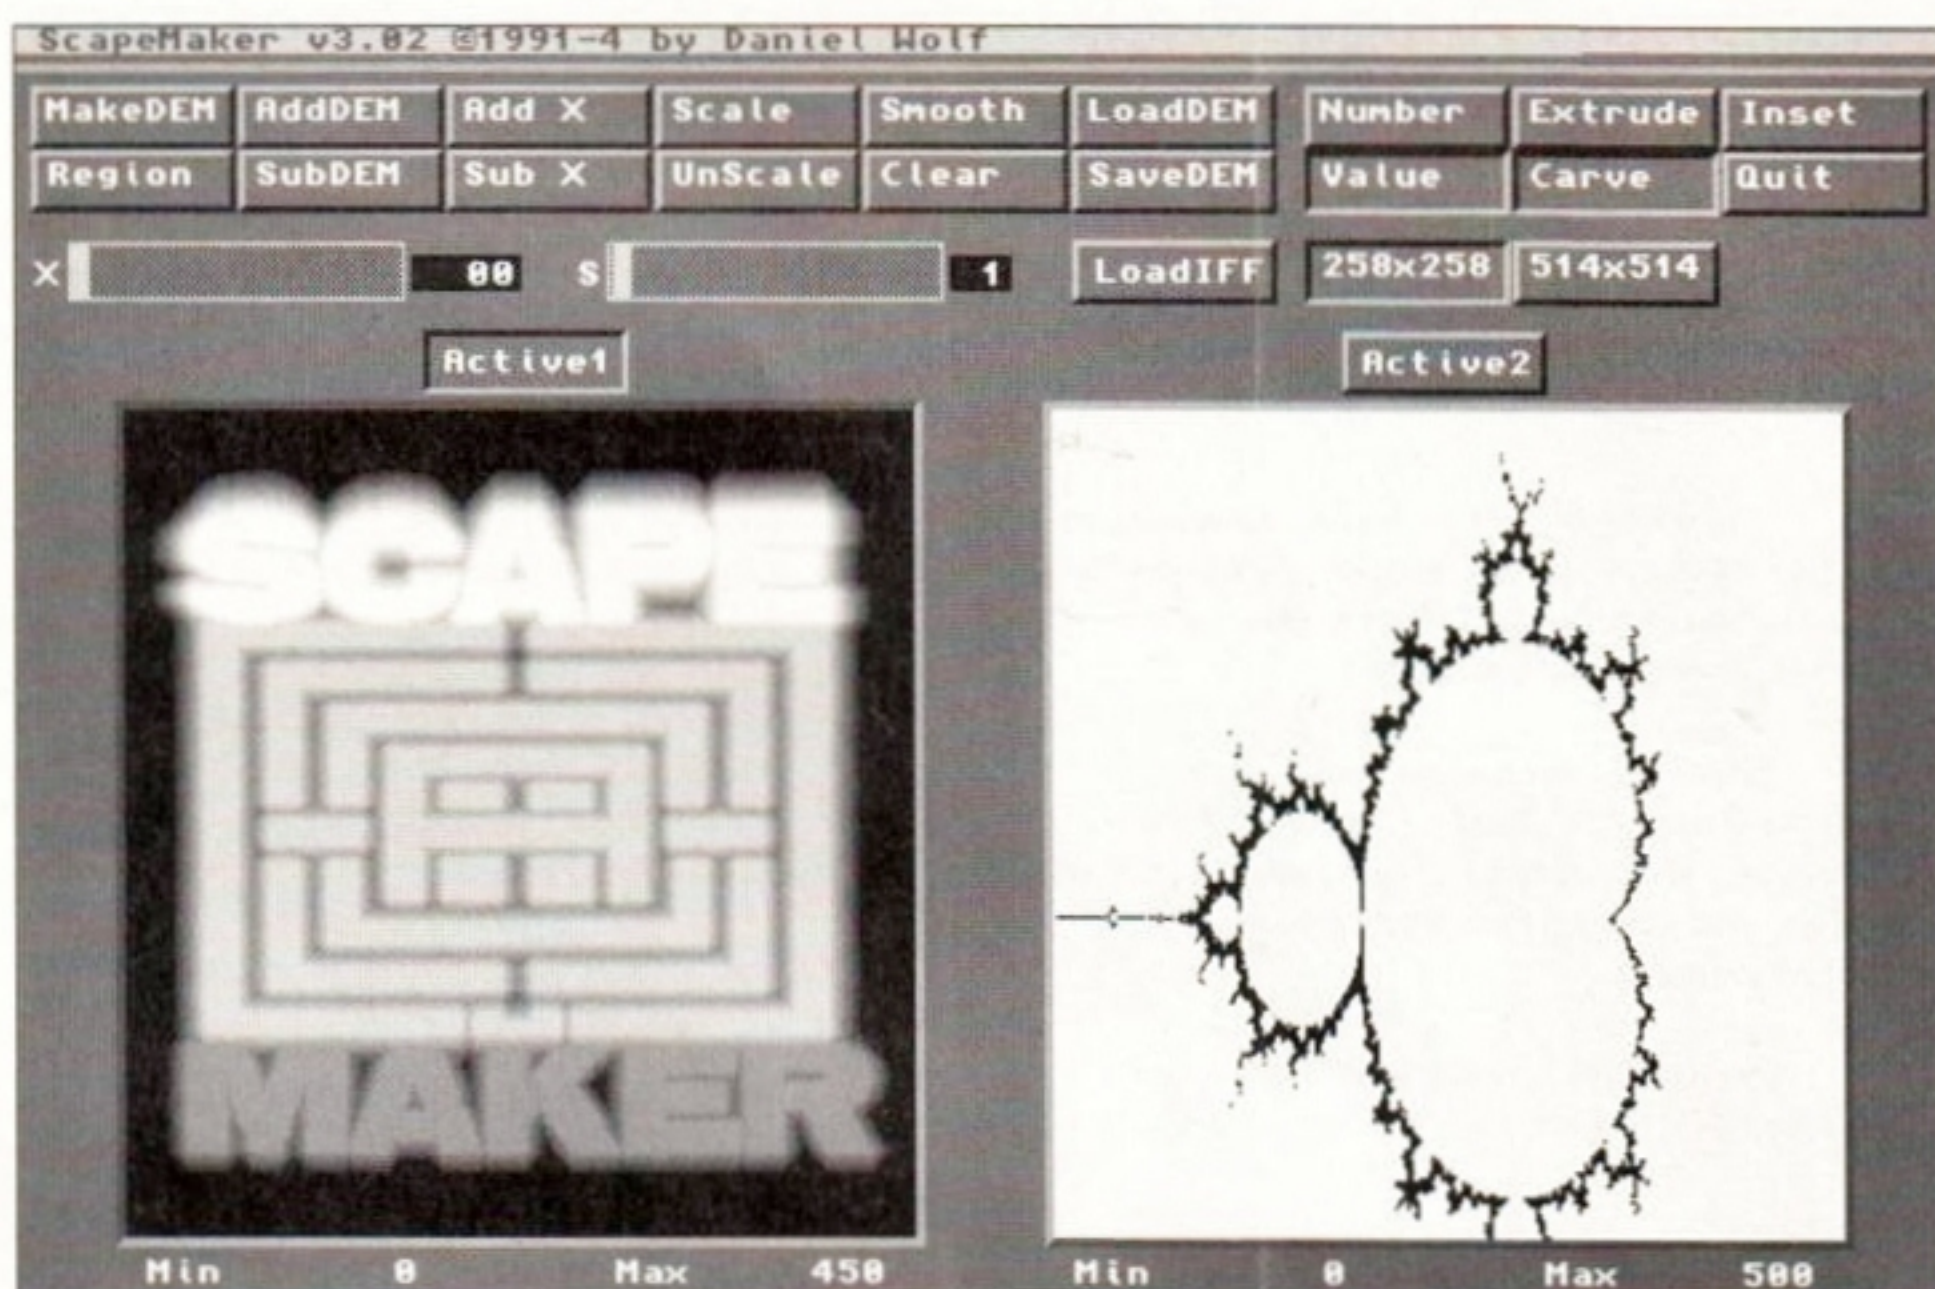 ScapeMaker v3.02 ©1991-4 by Daniel Wolf
MakeDEM AddDEM Add X Scale Smooth LoadDEM Number Extrude Inset
Region SubDEM Sub X UnScale Clear SaveDEM Value Carve Quit
X 00 S 1 LoadIFF 258x258 514x514
Active1 Active2
SCAPE
MAKER
Min 0 Max 450 Min 0 Max 500